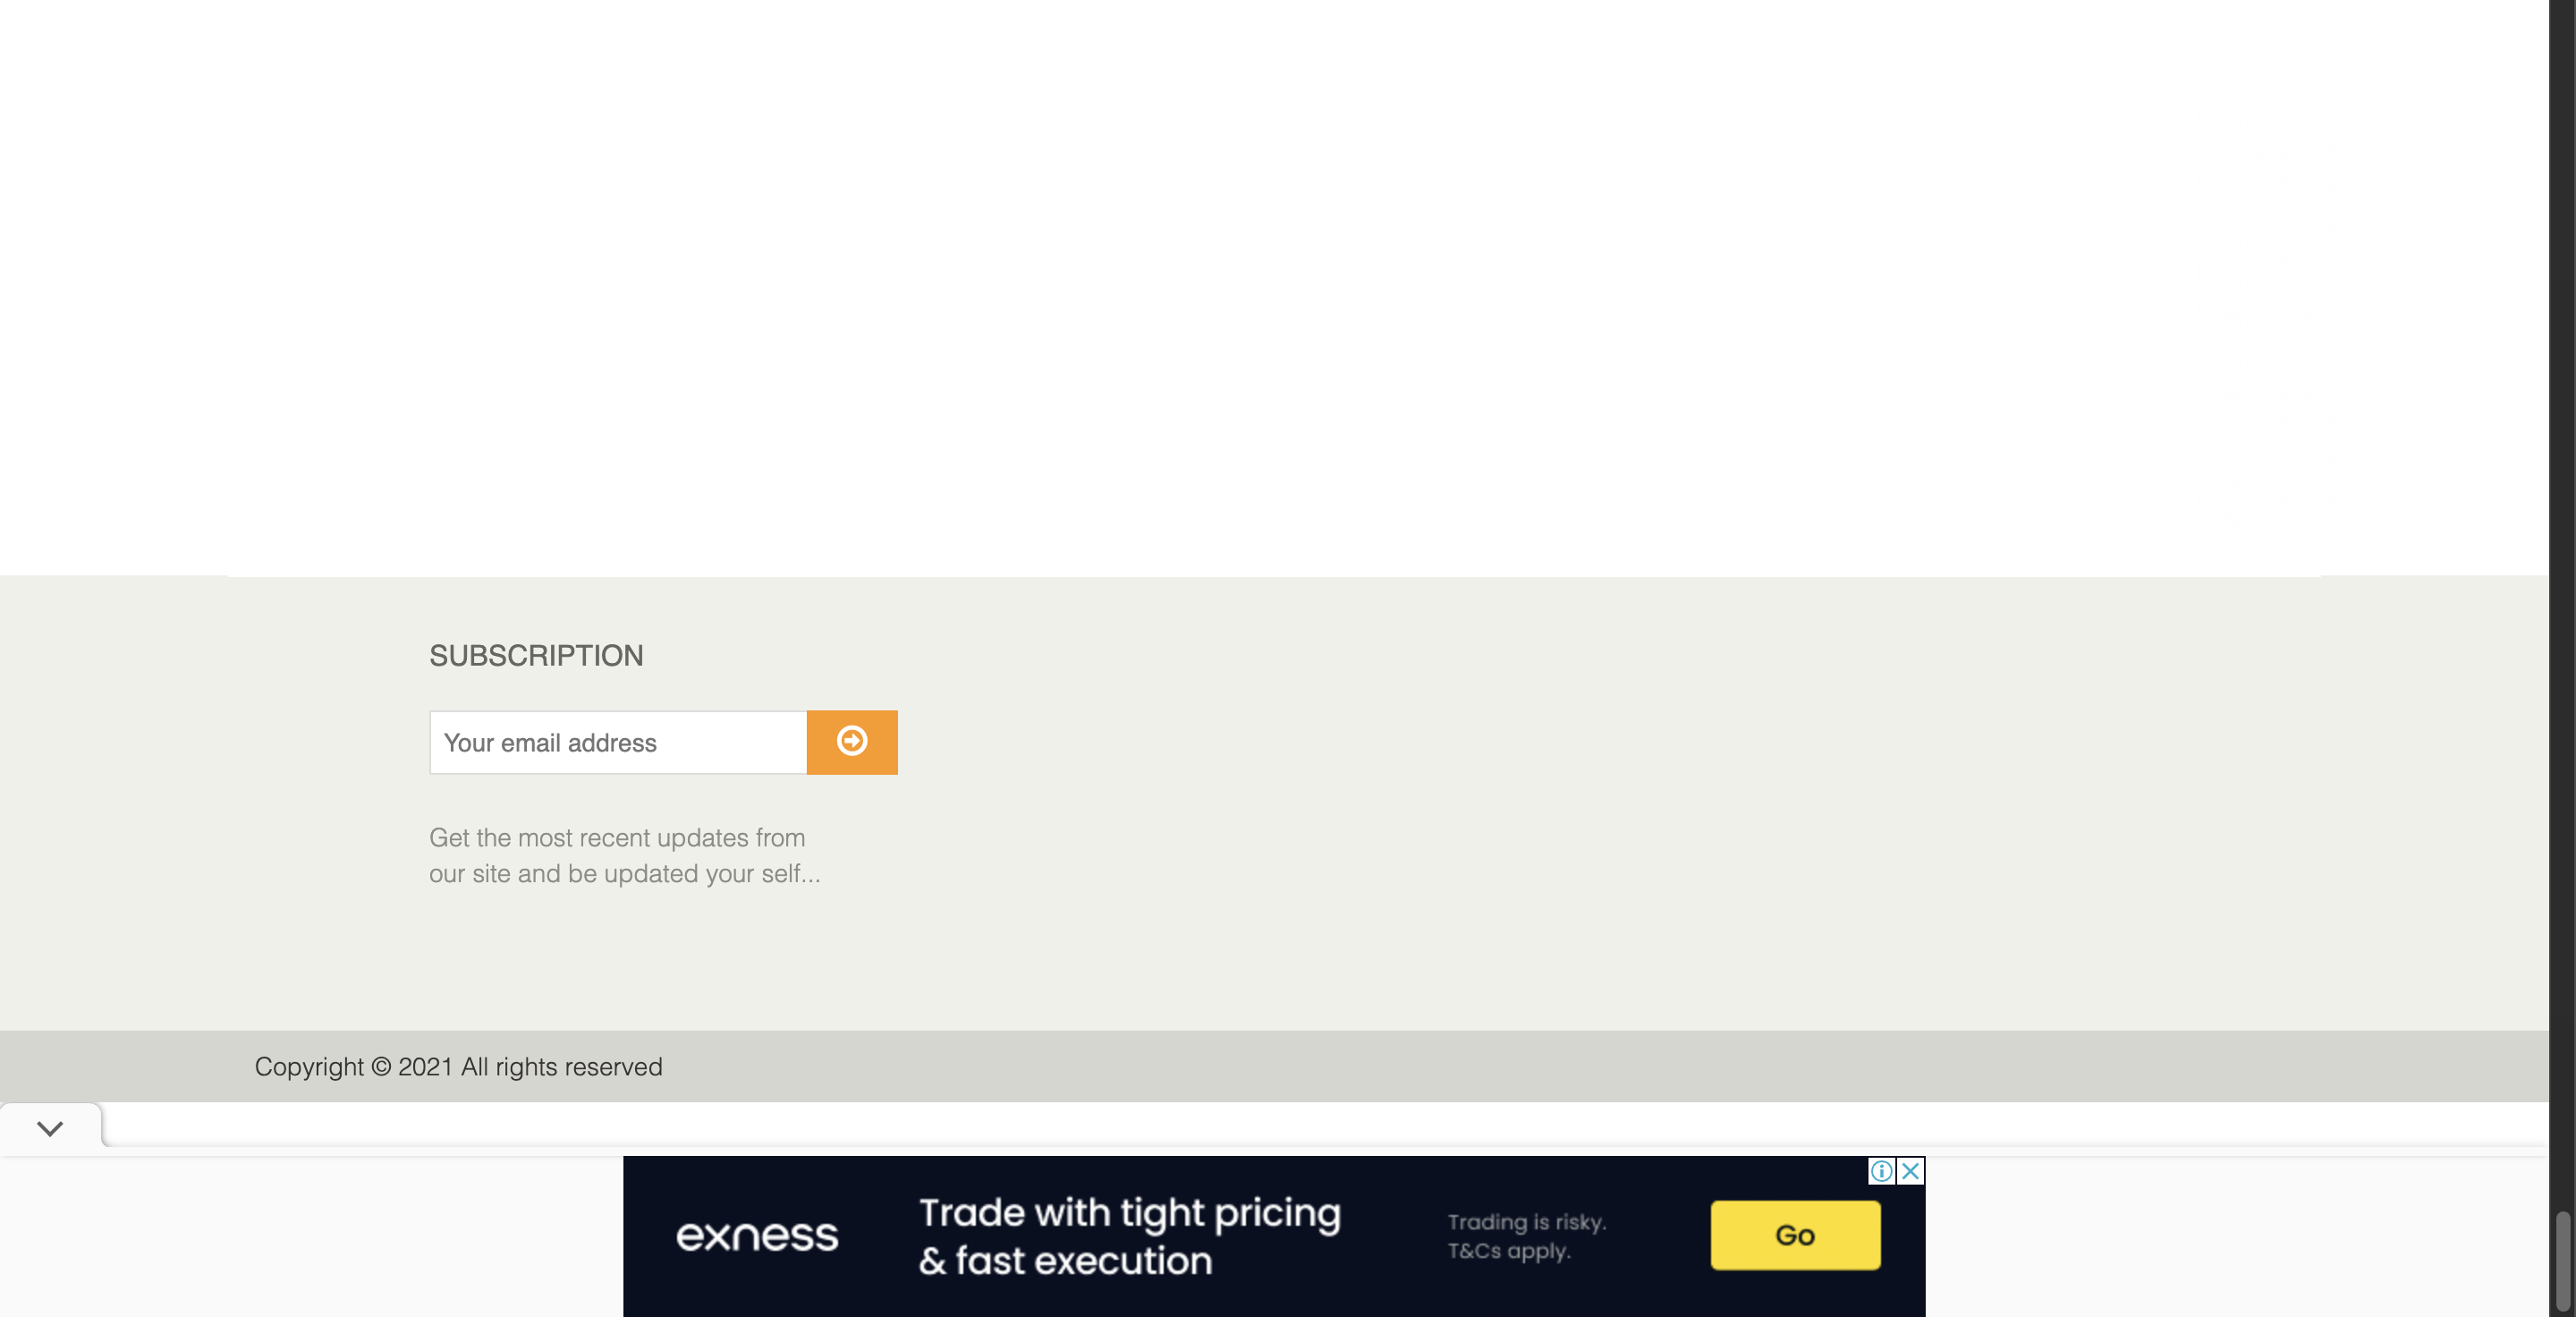 SUBSCRIPTION
Your email address
Get the most recent updates from
our site and be updated your self...
Copyright © 2021 All rights reserved
exness
Trade with tight pricing
& fast execution
Trading is risky.
T&Cs apply.
Go